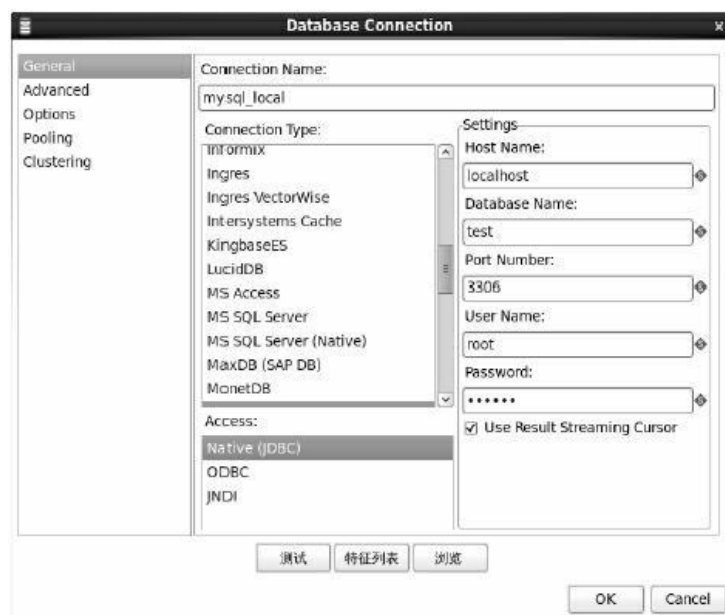 Database Connection
General
Advanced
Options
Pooling
Clustering
Connection Name:
mysql_local
Connection Type:
Informix
Ingres
Ingres VectorWise
Intersystems Cache
KingbaseES
LucidDB
MS Access
MS SQL Server
MS SQL Server (Native)
MaxDB (SAP DB)
MonetDB
Access:
Native (JDBC)
ODBC
JNDI
Settings
Host Name:
localhost
Database Name:
test
Port Number:
3306
User Name:
root
Password:
••••••
Use Result Streaming Cursor
测试 特征列表 浏览
OK Cancel